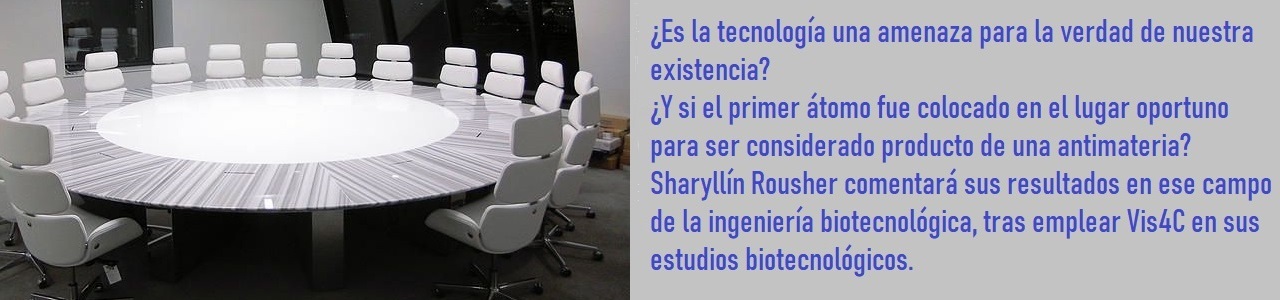 ¿Es la tecnología una amenaza para la verdad de nuestra
existencia?
¿Y si el primer átomo fue colocado en el lugar oportuno
para ser considerado producto de una antimateria?
Sharyllín Rousher comentará sus resultados en ese campo
de la ingeniería biotecnológica, tras emplear Vis4C en sus
estudios biotecnológicos.